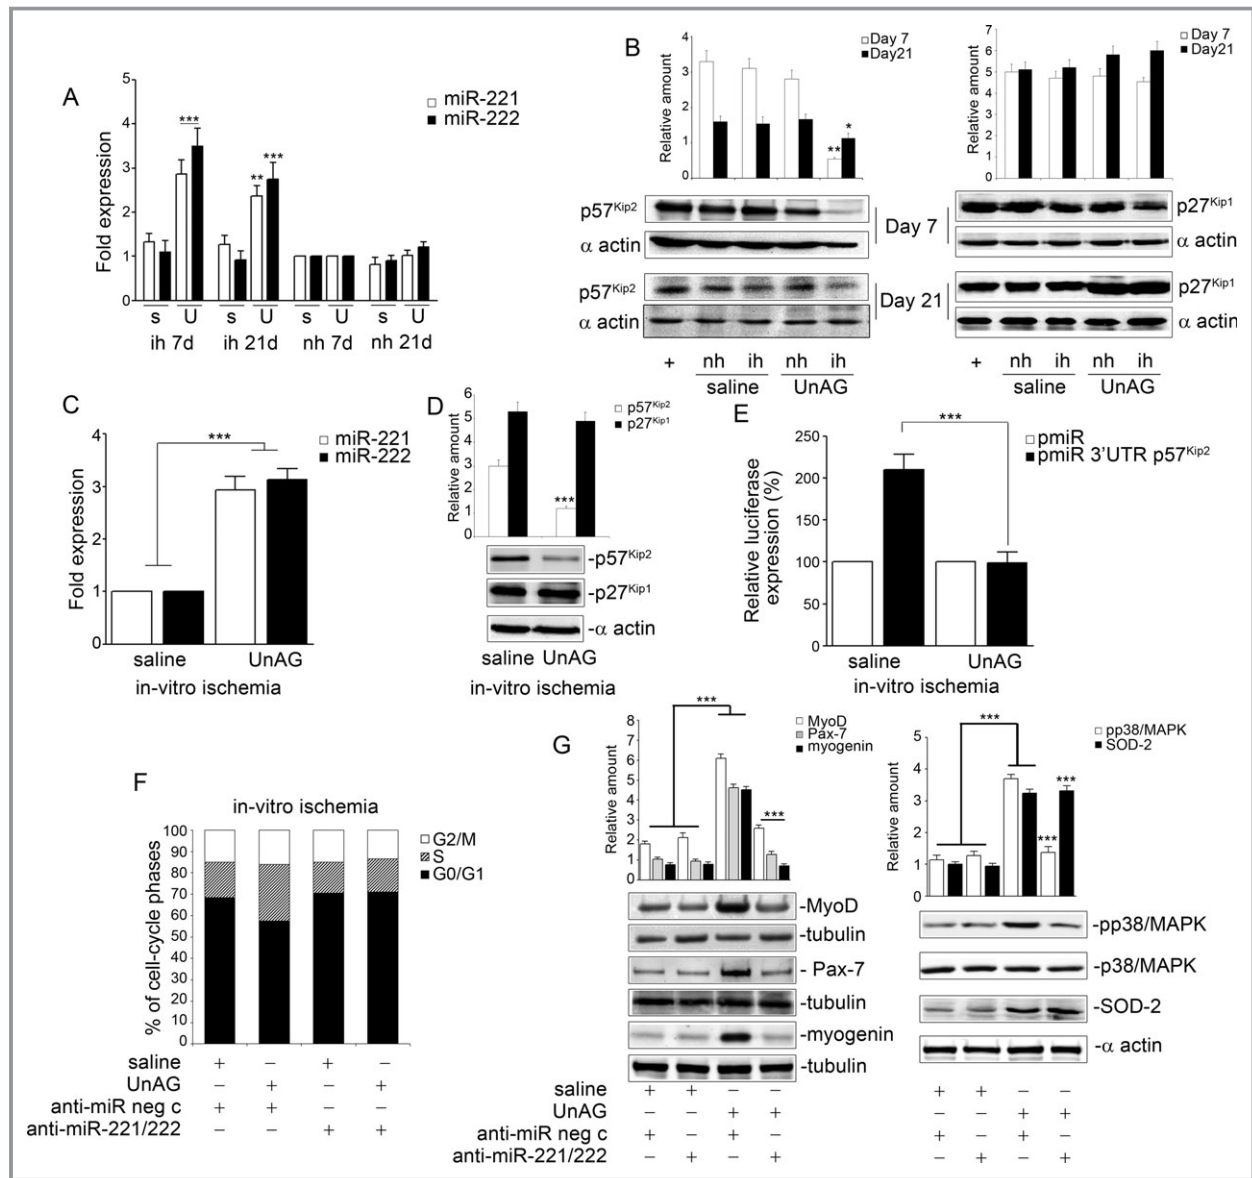 A
miR-221
miR-222
Fold expression
5
4
3
2
1
0
***
**
***
s U s U s U s U
ih 7d ih 21d nh 7d nh 21d
B
Day 7
Day21
Relative amount
4
3
2
1
0
**
*
p57Kip2
α actin
Day 7
p57Kip2
α actin
Day 21
+ nh ih nh ih
saline UnAG
Day 7
Day21
Relative amount
7
6
5
4
3
2
1
0
p27Kip1
α actin
p27Kip1
α actin
+ nh ih nh ih
saline UnAG
C
miR-221
miR-222
Fold expression
4
3
2
1
0
***
saline UnAG
in-vitro ischemia
D
p57Kip2
p27Kip1
Relative amount
6
5
4
3
2
1
0
***
-p57Kip2
-p27Kip1
-α actin
saline UnAG
in-vitro ischemia
E
***
pmiR
pmiR 3'UTR p57Kip2
Relative luciferase
expression (%)
250
200
150
100
50
0
saline UnAG
in-vitro ischemia
F
in-vitro ischemia
% of cell-cycle phases
100
90
80
70
60
50
40
30
20
10
0
G2/M
S
G0/G1
saline + – + –
UnAG – + – +
anti-miR neg c + + – –
anti-miR-221/222 – – + +
G
***
MyoD
Pax-7
myogenin
Relative amount
8
7
6
5
4
2
1
0
***
-MyoD
-tubulin
- Pax-7
-tubulin
-myogenin
-tubulin
saline + + – –
UnAG – – + +
anti-miR neg c + – + –
anti-miR-221/222 – + – +
***
pp38/MAPK
SOD-2
Relative amount
5
4
3
2
1
0
***
***
-pp38/MAPK
-p38/MAPK
-SOD-2
-α actin
+ + – –
– – + +
+ – + –
– + – +